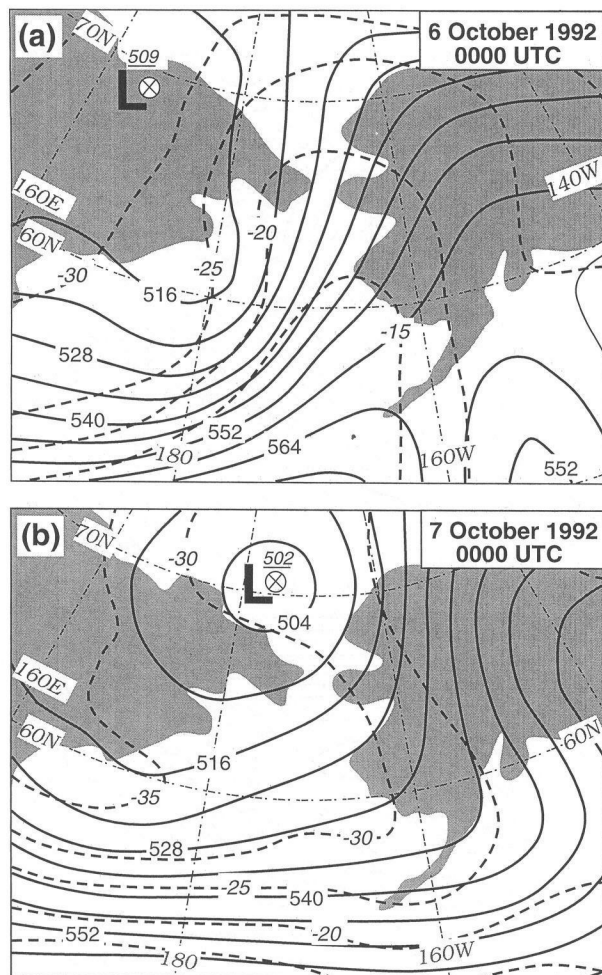 (a)
6 October 1992
0000 UTC
70N
509
L
160E
60N
140W
-20
-25
-30
516
-15
528
540
552
564
180
160W
552
(b)
7 October 1992
0000 UTC
70N
-30
502
L
504
160E
60N
60N
516
-35
-30
528
-25
540
-20
552
160W
180